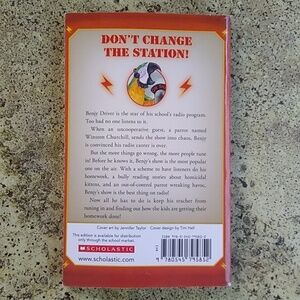 DON'T CHANGE
THE STATION!
Benjy Driver is the star of his school's radio program.
Too bad no one listens to it.
When an uncooperative guest, a parrot named
Winston Churchill, sends the show into chaos, Benjy
is convinced his radio career is over.
But the more things go wrong, the more people tune
in! Before he knows it, Benjy's show is the most popular
one on the air. With a scheme to have listeners do his
homework, a bully reading stories about homicidal
kittens, and an out-of-control parrot wreaking havoc,
Benjy's show is the best thing on radio!
Now all he has to do is keep his teacher from
tuning in and finding out how the kids are getting their
homework done!
Cover art by Jennifer Taylor Cover design by Tim Hall
This edition is available for distribution
only through the school market.
SCHOLASTIC
www.scholastic.com
9 780545 795852